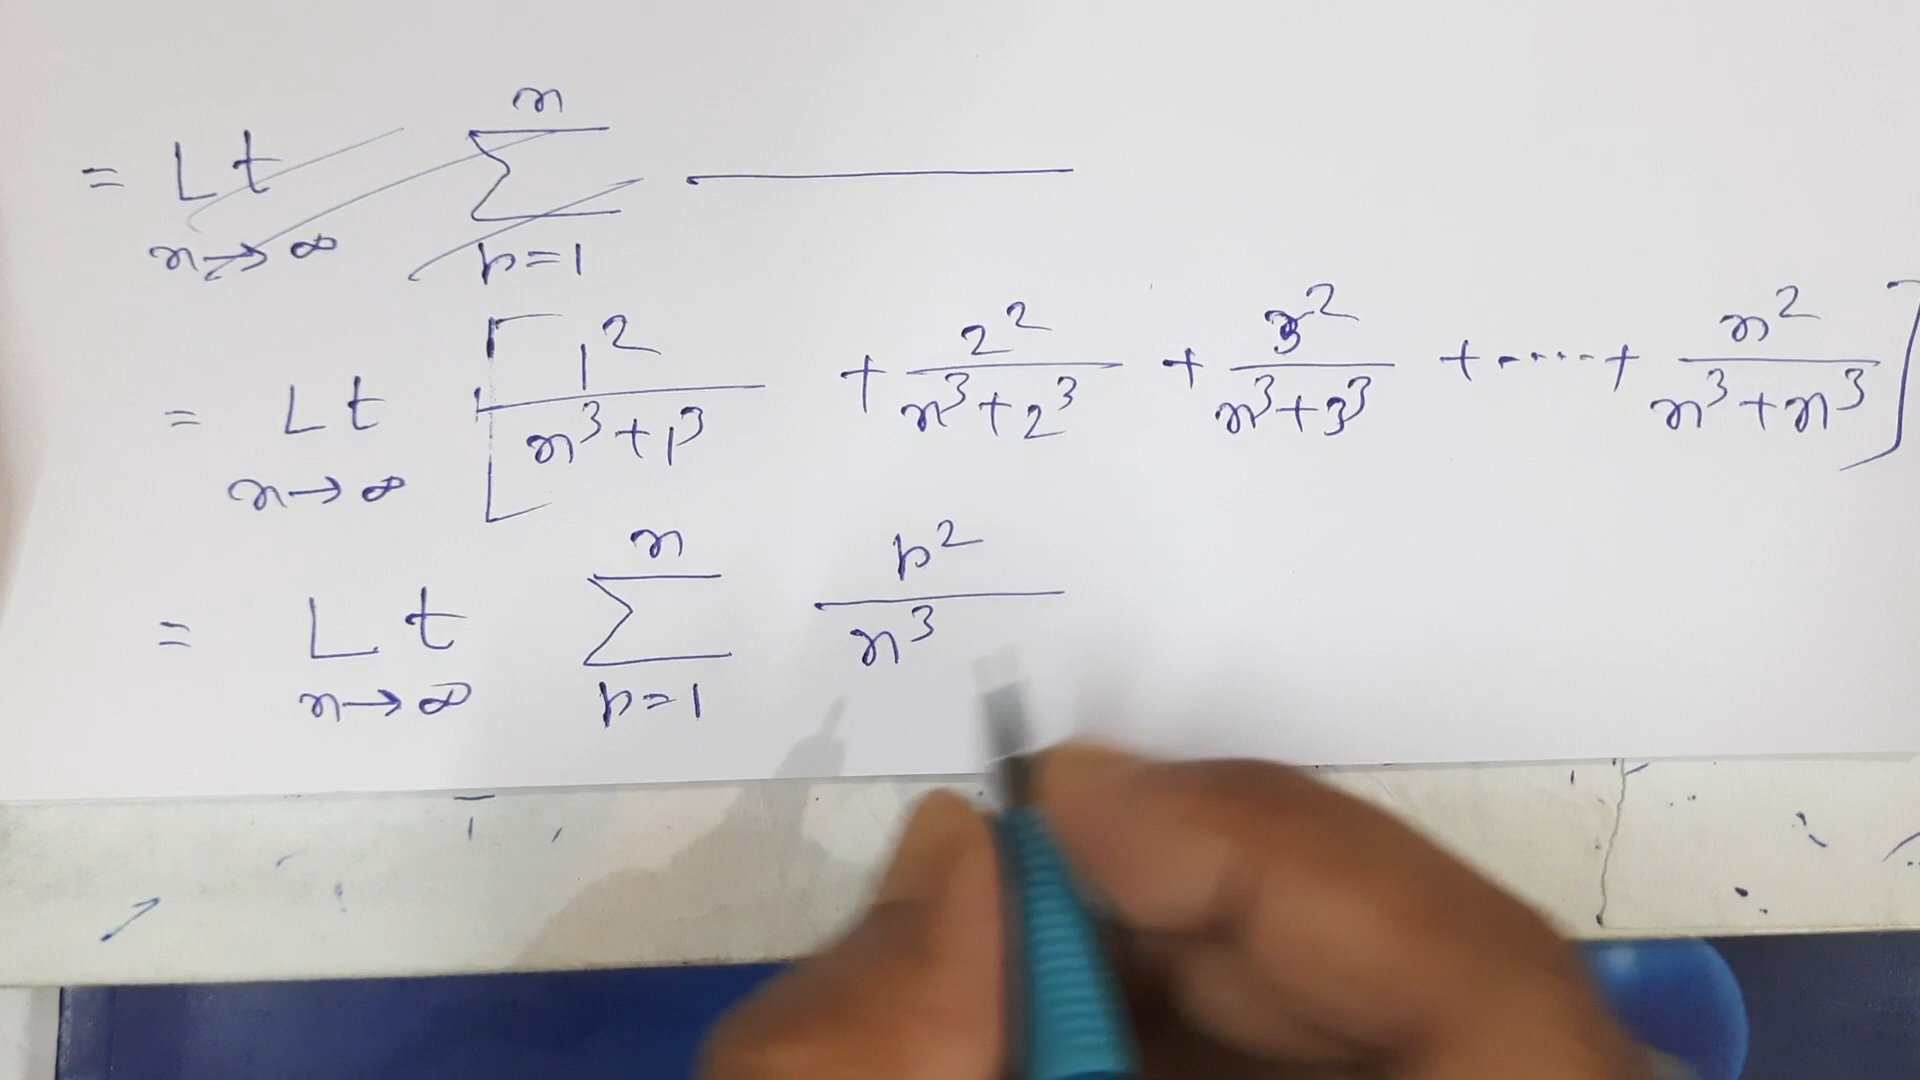 = Lt n→∞ n∑p=1
= Lt n→∞ [1²/(n³+1³) + 2²/(n³+2³) + 3²/(n³+3³) + ..... + n²/(n³+n³)]
= Lt n→∞ n∑p=1 p²/n³